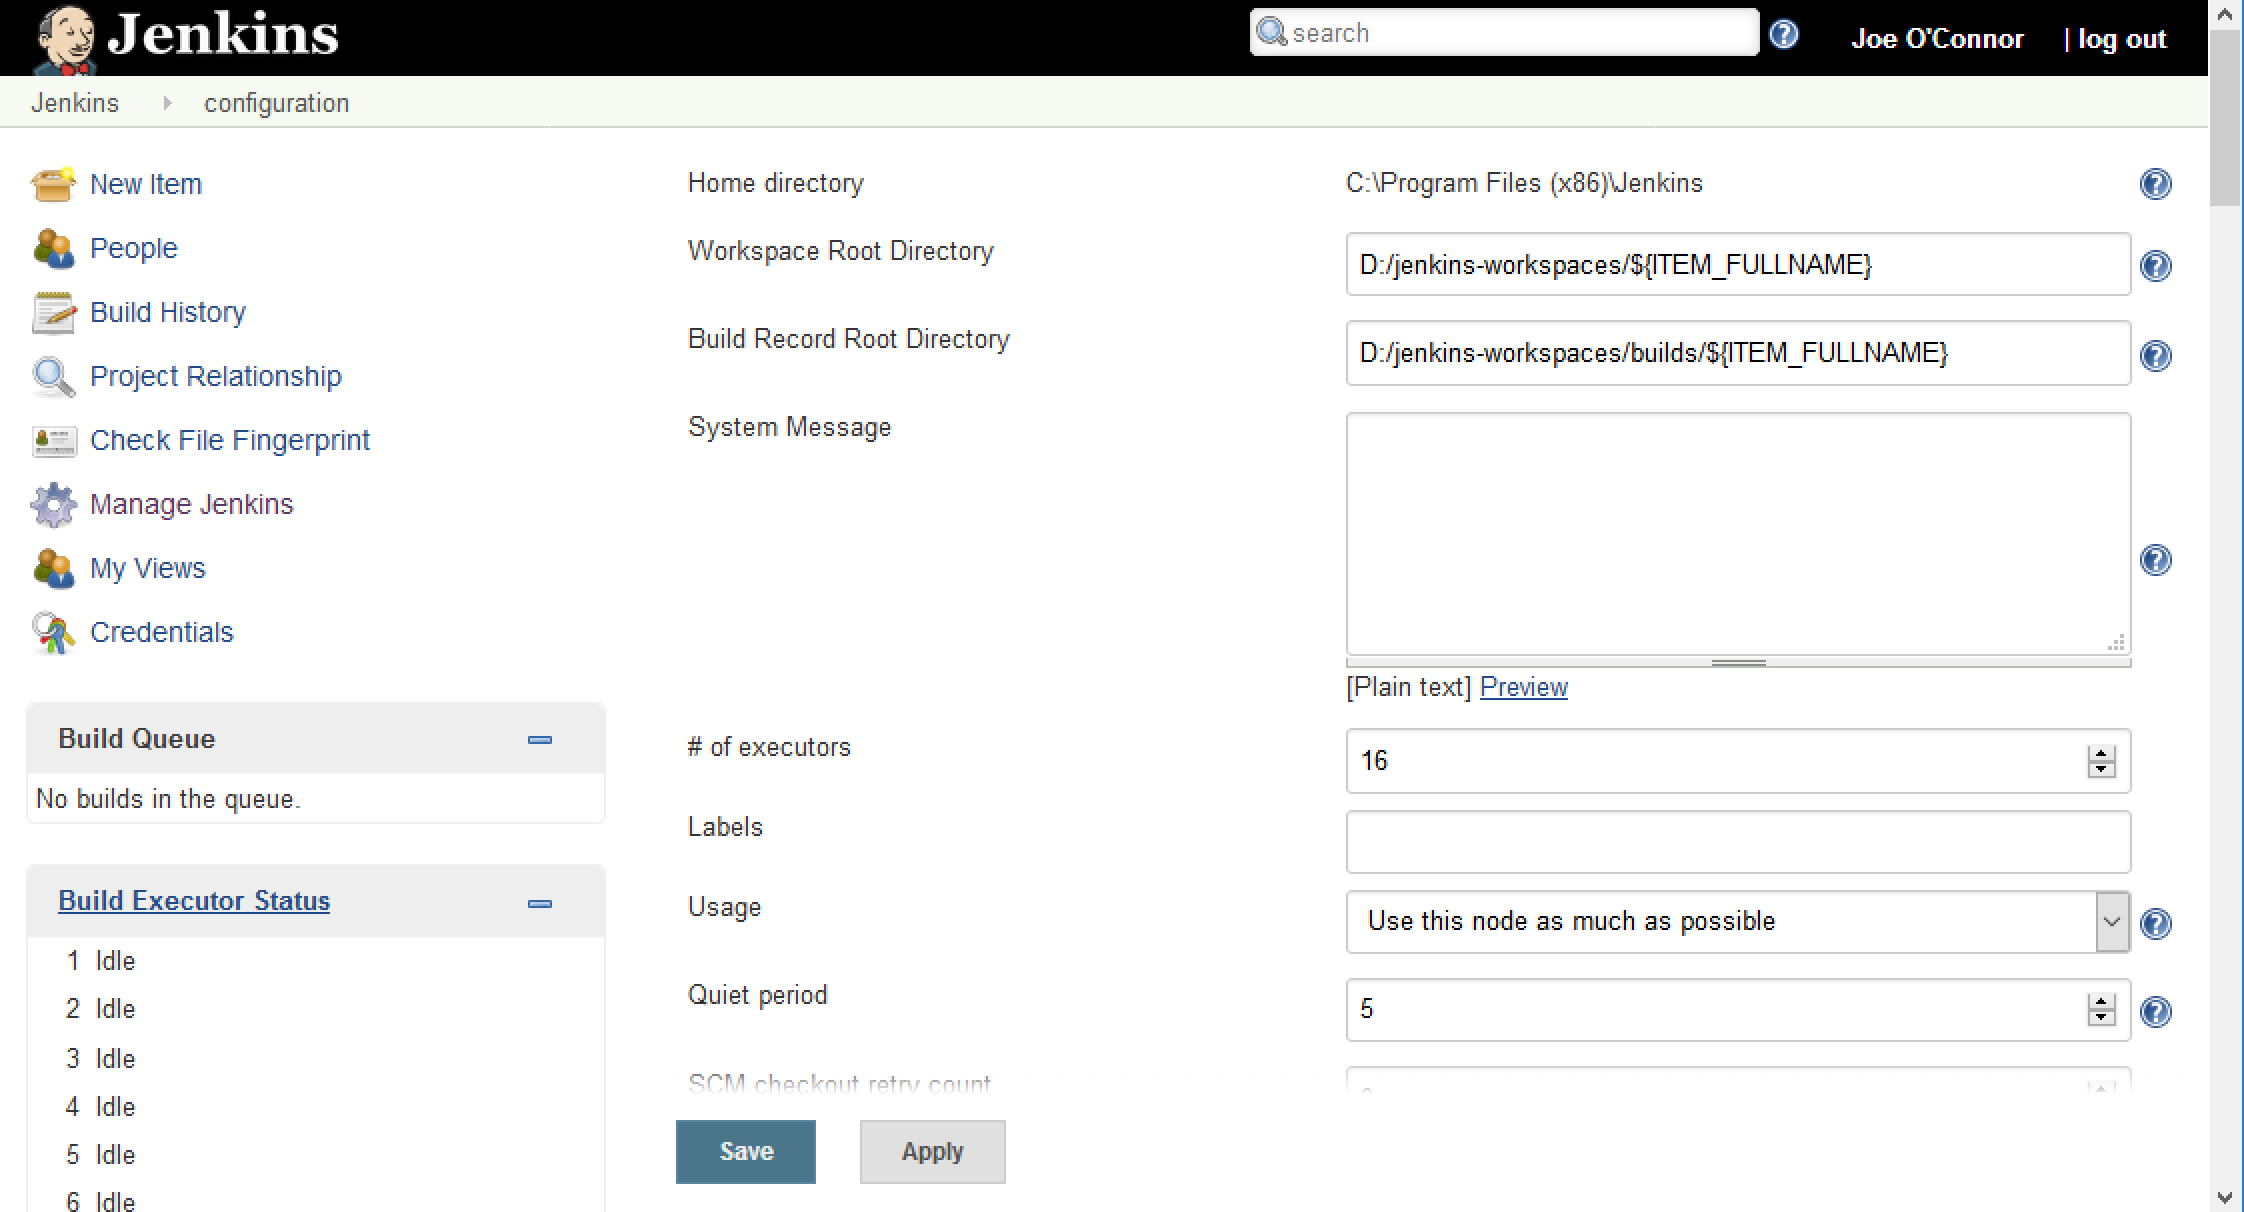 Jenkins
search
Joe O'Connor | log out
Jenkins configuration
New Item
People
Build History
Project Relationship
Check File Fingerprint
Manage Jenkins
My Views
Credentials
Build Queue
No builds in the queue.
Build Executor Status
1 Idle
2 Idle
3 Idle
4 Idle
5 Idle
6 Idle
Home directory
C:\Program Files (x86)\Jenkins
Workspace Root Directory
D:/jenkins-workspaces/${ITEM_FULLNAME}
Build Record Root Directory
D:/jenkins-workspaces/builds/${ITEM_FULLNAME}
System Message
[Plain text] Preview
# of executors
16
Labels
Usage
Use this node as much as possible
Quiet period
5
SCM checkout retry count
Save
Apply